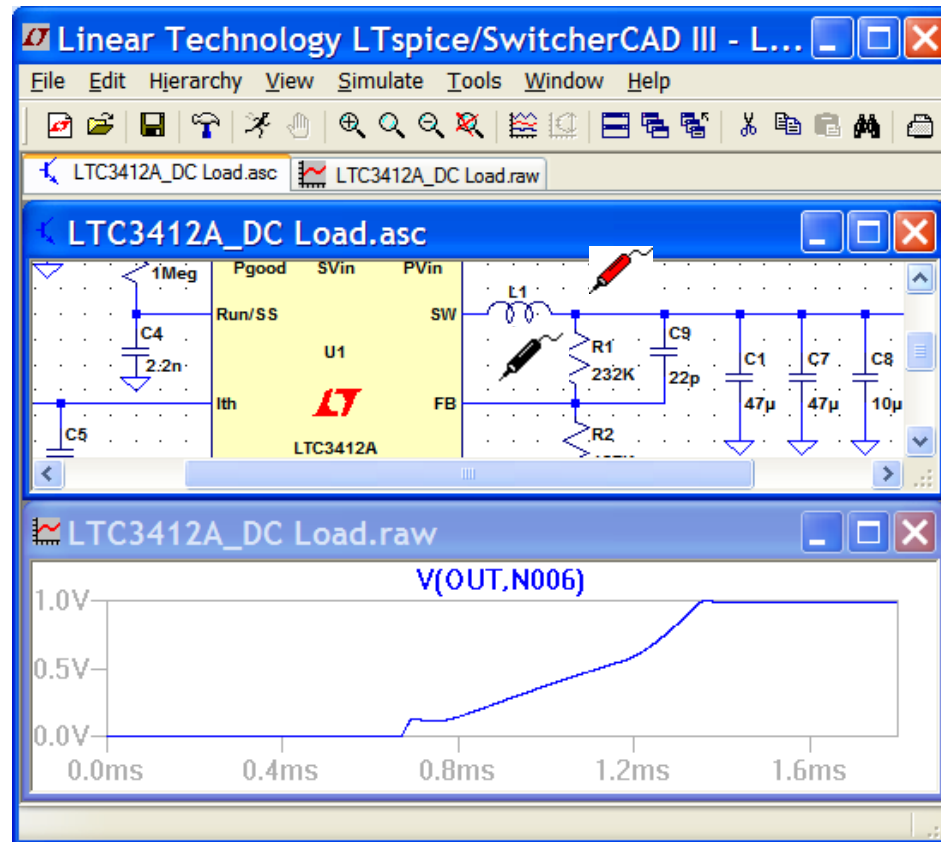 Linear Technology LTspice/SwitcherCAD III - L...
File Edit Hierarchy View Simulate Tools Window Help
LTC3412A_DC Load.asc LTC3412A_DC Load.raw
LTC3412A_DC Load.asc
1Meg Pgood SVin PVin
L1
Run/SS SW
C4 U1 R1 C9 C1 C7 C8
2.2n 232K 22p
Ith FB 47µ 47µ 10µ
C5 R2
LTC3412A
LTC3412A_DC Load.raw
V(OUT,N006)
1.0V
0.5V
0.0V
0.0ms 0.4ms 0.8ms 1.2ms 1.6ms